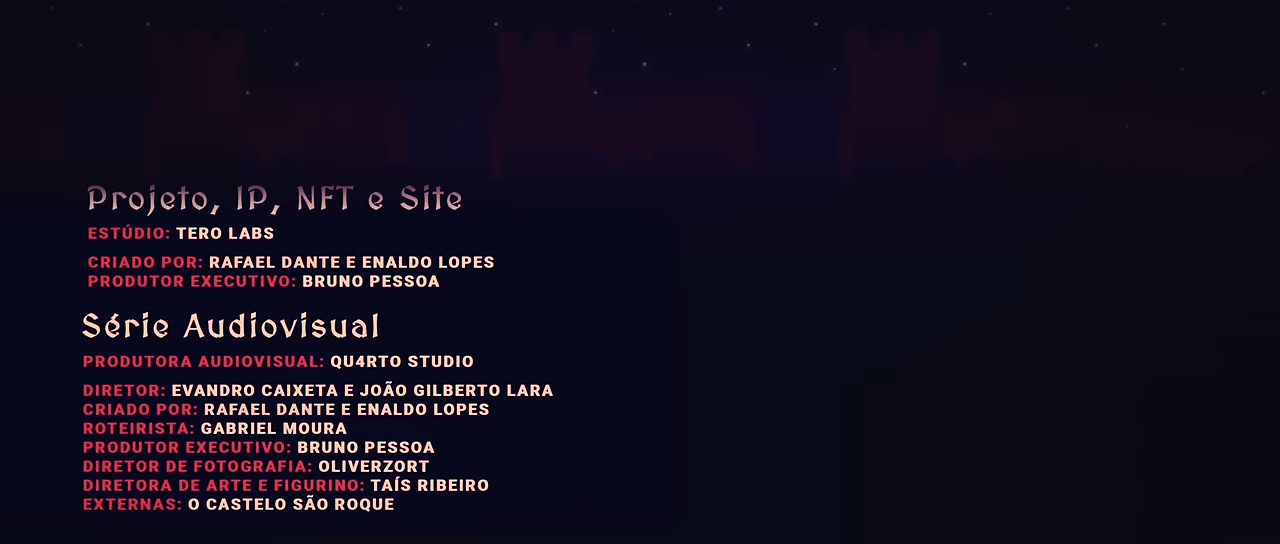 Projeto, IP, NFT e Site
ESTÚDIO: TERO LABS
CRIADO POR: RAFAEL DANTE E ENALDO LOPES
PRODUTOR EXECUTIVO: BRUNO PESSOA
Série Audiovisual
PRODUTORA AUDIOVISUAL: QU4RTO STUDIO
DIRETOR: EVANDRO CAIXETA E JOÃO GILBERTO LARA
CRIADO POR: RAFAEL DANTE E ENALDO LOPES
ROTEIRISTA: GABRIEL MOURA
PRODUTOR EXECUTIVO: BRUNO PESSOA
DIRETOR DE FOTOGRAFIA: OLIVERZORT
DIRETORA DE ARTE E FIGURINO: TAÍS RIBEIRO
EXTERNAS: O CASTELO SÃO ROQUE